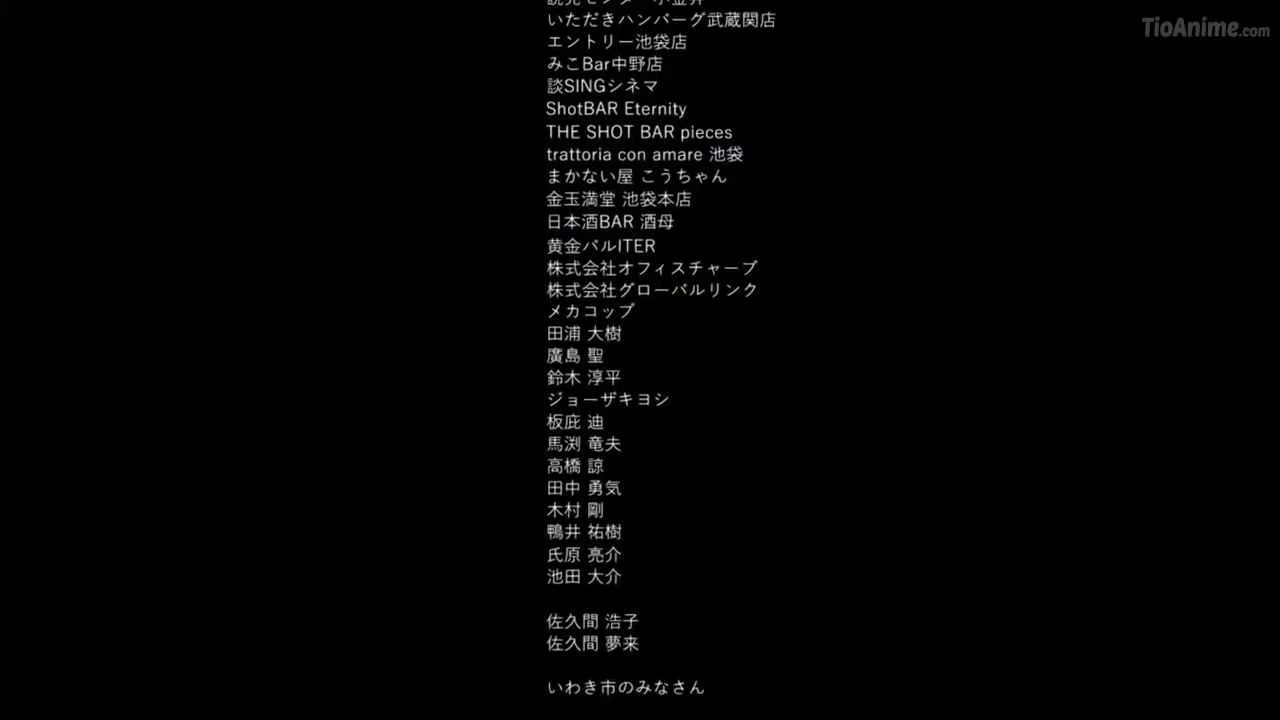 TioAnime.com
いただきハンバーグ武蔵関店
エントリー池袋店
みこBar中野店
談SINGシネマ
ShotBAR Eternity
THE SHOT BAR pieces
trattoria con amare 池袋
まかない屋 こうちゃん
金玉満堂 池袋本店
日本酒BAR 酒母
黄金バルITER
株式会社オフィスチャープ
株式会社グローバルリンク
メカコップ
田浦 大樹
廣島 聖
鈴木 淳平
ジョーザキヨシ
板庇 迪
馬渕 竜夫
高橋 諒
田中 勇気
木村 剛
鴨井 祐樹
氏原 亮介
池田 大介
佐久間 浩子
佐久間 夢来
いわき市のみなさん